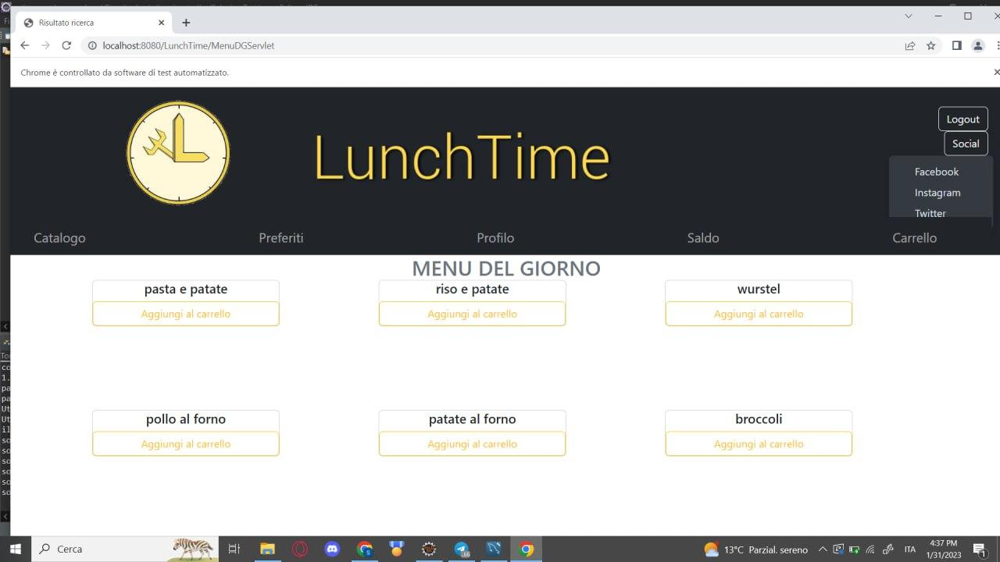 Risultato ricerca
localhost:8080/LunchTime/MenuDGServlet
Chrome è controllato da software di test automatizzato.
LunchTime
Logout
Social
Facebook
Instagram
Twitter
Catalogo Preferiti Profilo Saldo Carrello
MENU DEL GIORNO
pasta e patate riso e patate wurstel
Aggiungi al carrello Aggiungi al carrello Aggiungi al carrello
pollo al forno patate al forno broccoli
Aggiungi al carrello Aggiungi al carrello Aggiungi al carrello
Cerca
13°C Parzial. sereno
ITA
4:37 PM
1/31/2023